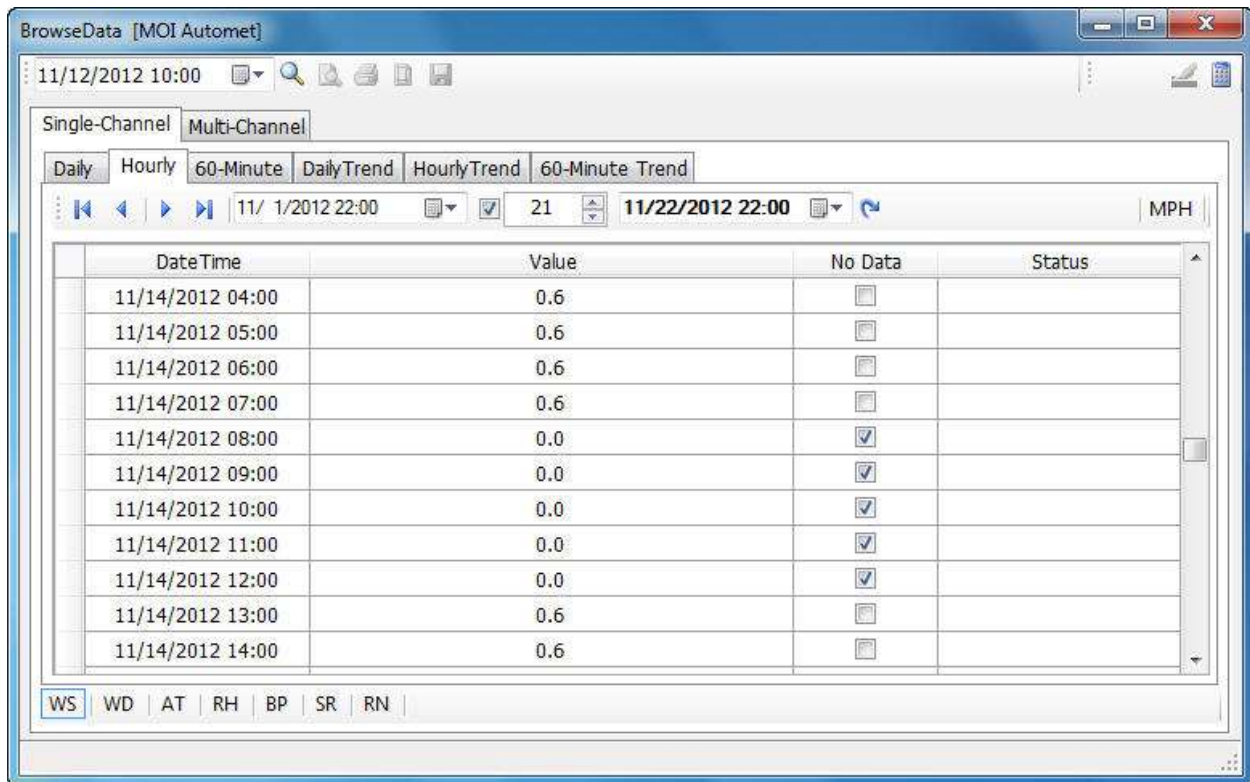 BrowseData [MOI Automet]
11/12/2012 10:00
Single-Channel Multi-Channel
Daily Hourly 60-Minute DailyTrend HourlyTrend 60-Minute Trend
11/ 1/2012 22:00 21 11/22/2012 22:00 MPH
DateTime Value No Data Status
11/14/2012 04:00 0.6
11/14/2012 05:00 0.6
11/14/2012 06:00 0.6
11/14/2012 07:00 0.6
11/14/2012 08:00 0.0
11/14/2012 09:00 0.0
11/14/2012 10:00 0.0
11/14/2012 11:00 0.0
11/14/2012 12:00 0.0
11/14/2012 13:00 0.6
11/14/2012 14:00 0.6
WS WD AT RH BP SR RN